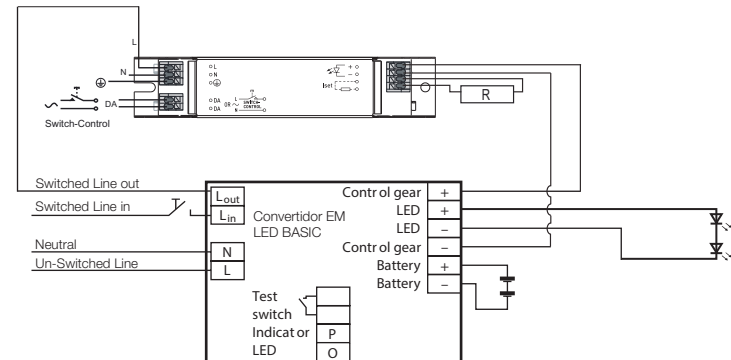 L
N
DA
Switch-Control
L
N
DA
DA
OR
L
N
SWITCH-
CONTROL
+
–
Iset
R
Switched Line out
Switched Line in
Neutral
Un-Switched Line
Lout
Lin
N
L
Convertidor EM
LED BASIC
Control gear +
LED +
LED –
Control gear –
Battery +
Battery –
Test
switch
Indicator P
LED O